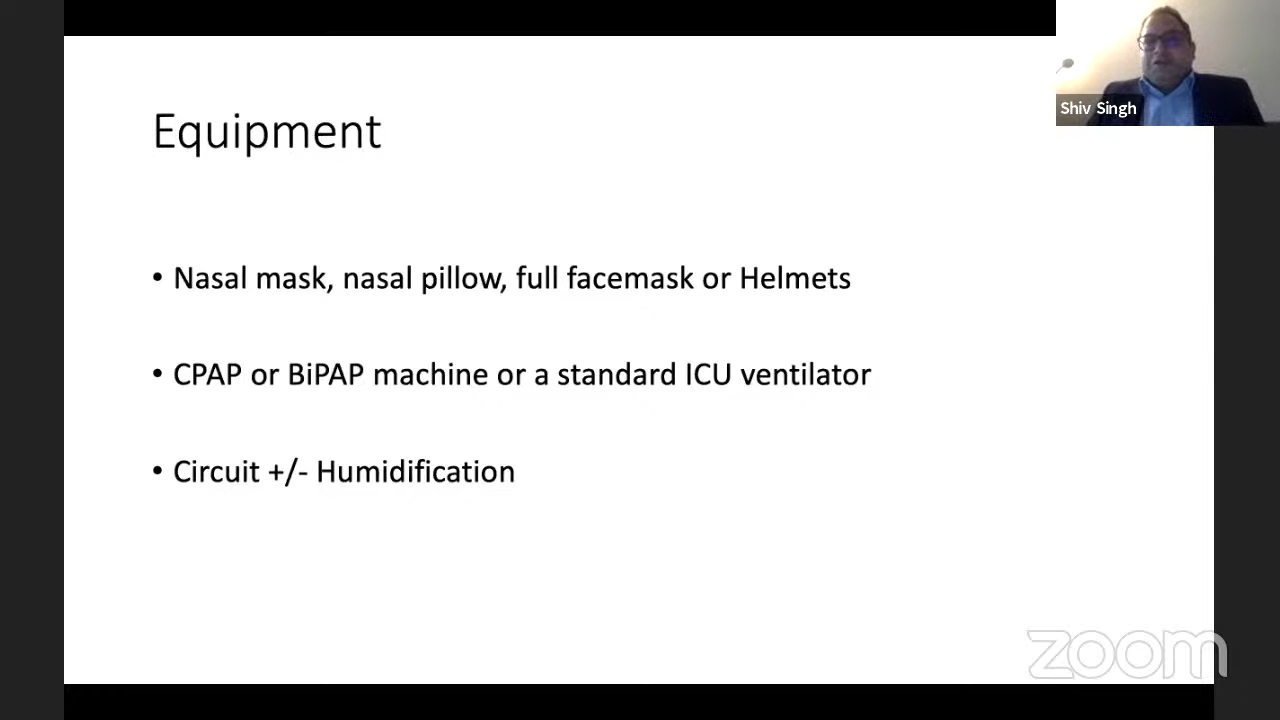 Shiv Singh
Equipment
• Nasal mask, nasal pillow, full facemask or Helmets
• CPAP or BiPAP machine or a standard ICU ventilator
• Circuit +/- Humidification
zoom